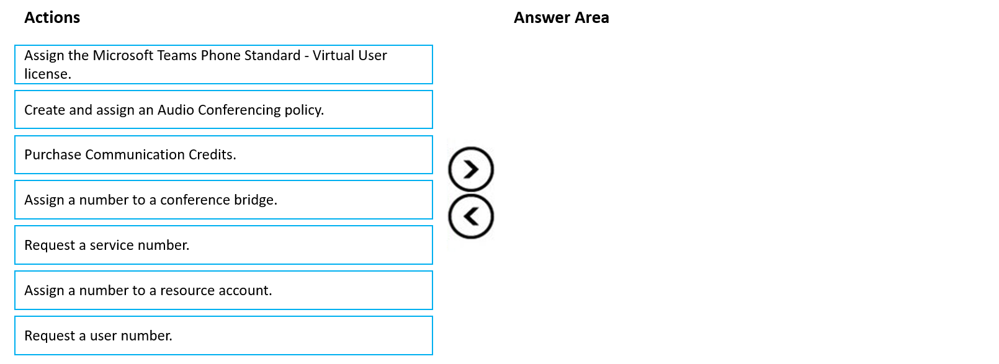 Actions
Answer Area
Assign the Microsoft Teams Phone Standard - Virtual User
license.
Create and assign an Audio Conferencing policy.
Purchase Communication Credits.
Assign a number to a conference bridge.
Request a service number.
Assign a number to a resource account.
Request a user number.